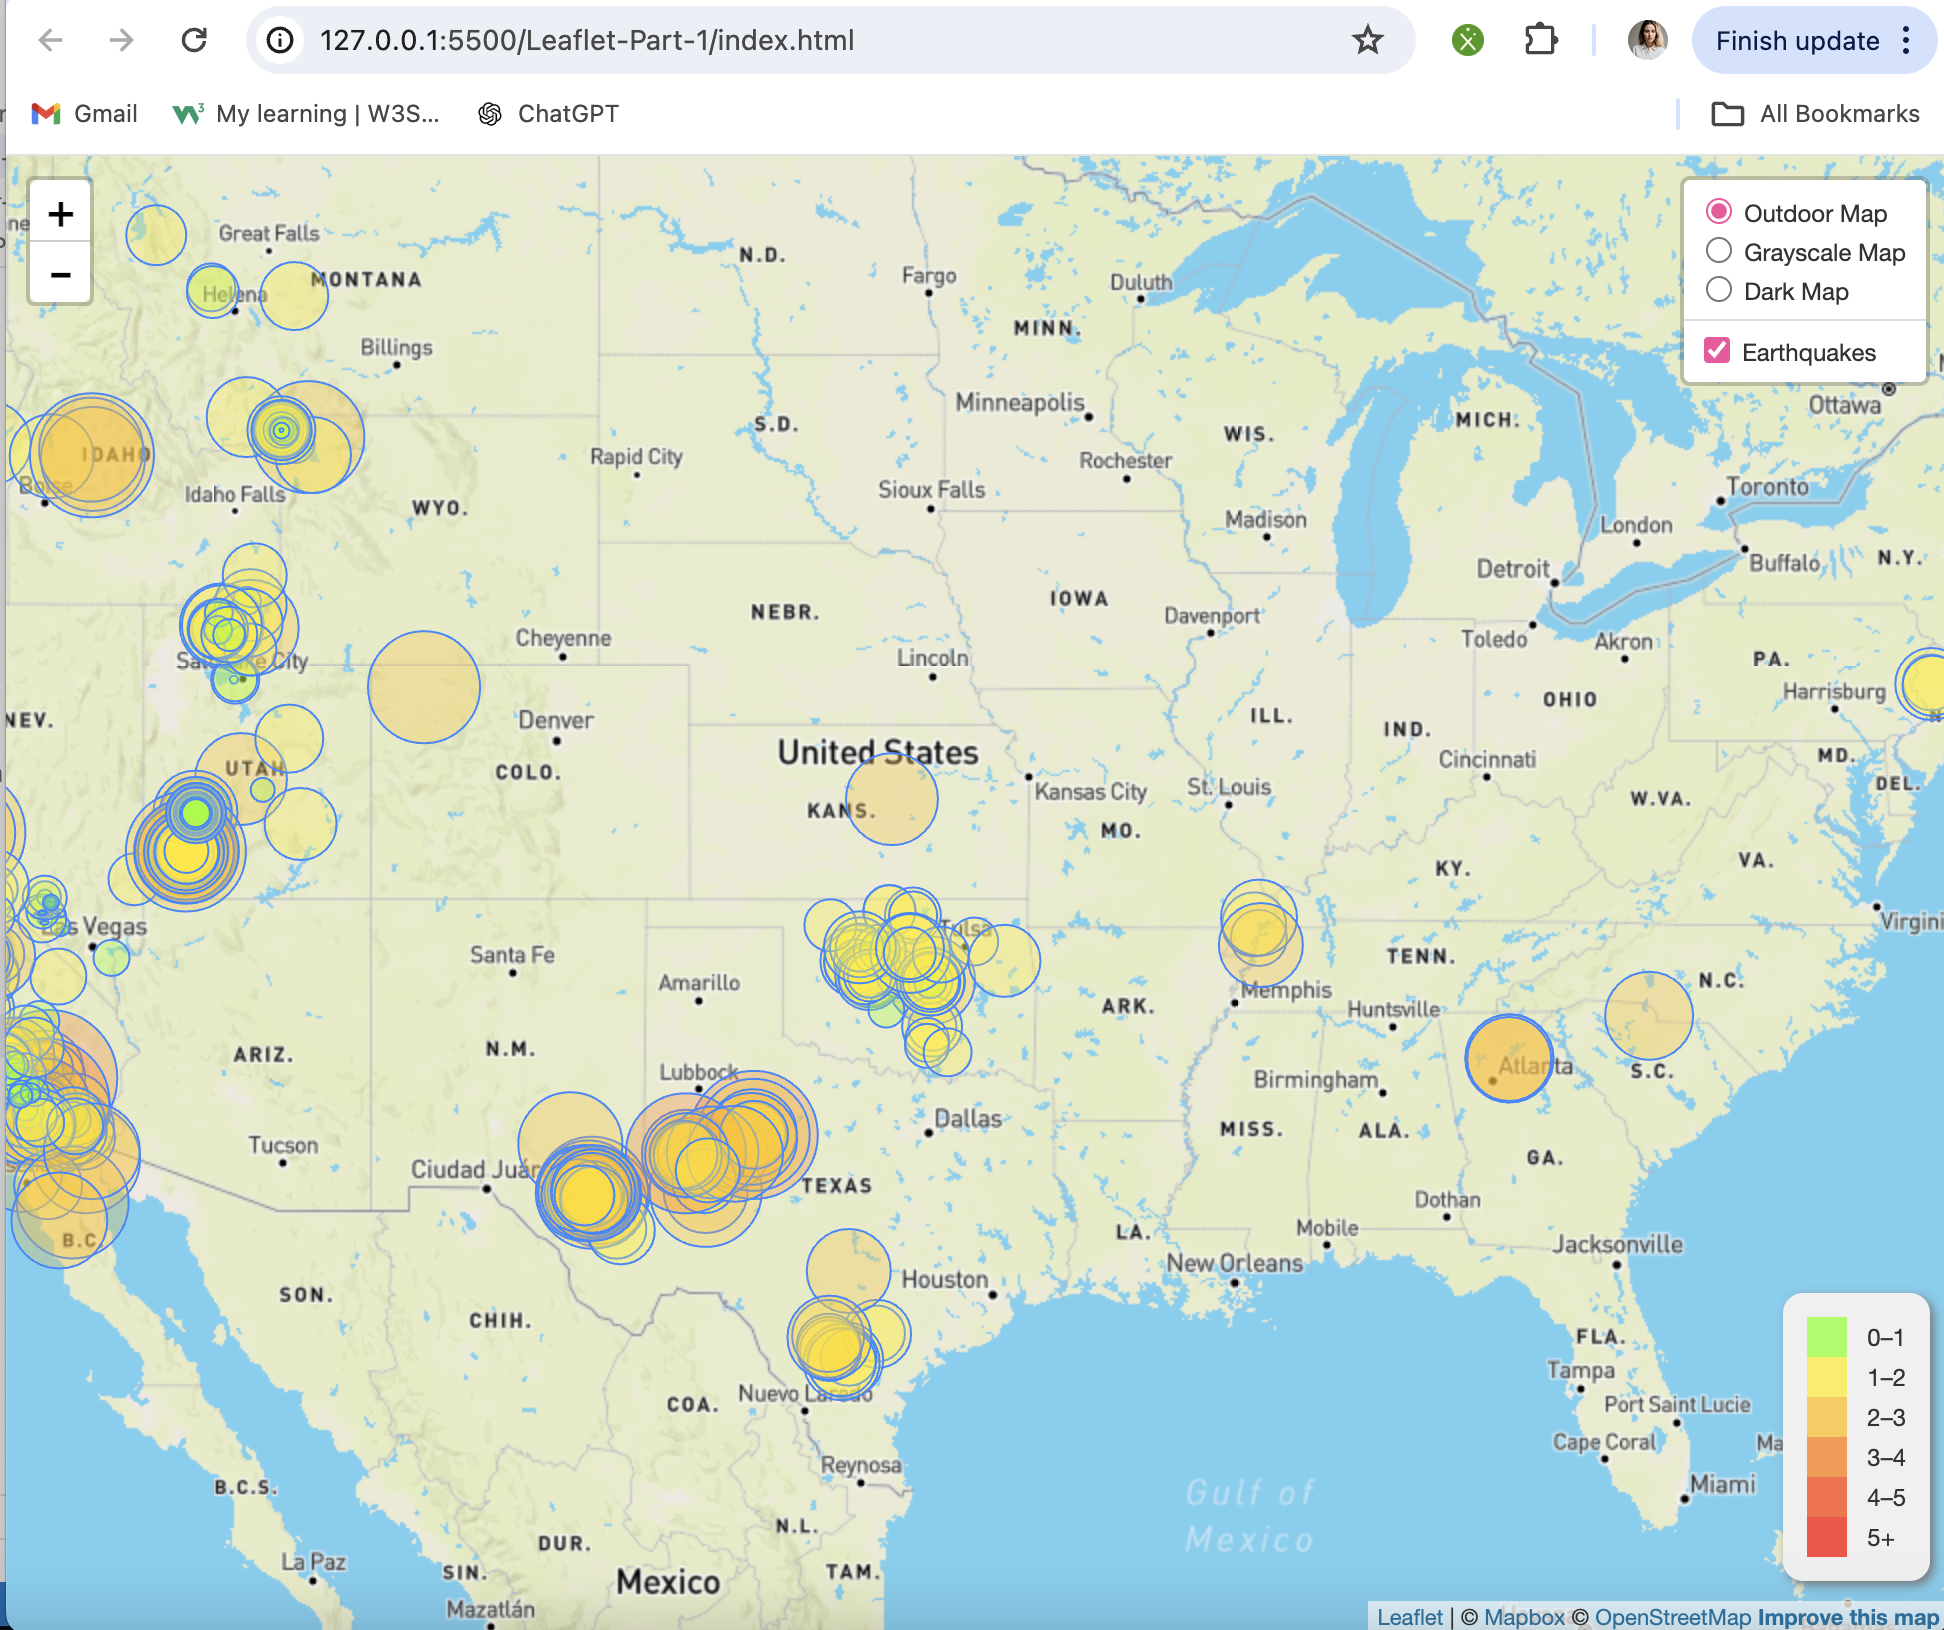 127.0.0.1:5500/Leaflet-Part-1/index.html
Finish update
Gmail
My learning | W3S...
ChatGPT
All Bookmarks
+
−
Outdoor Map
Grayscale Map
Dark Map
Earthquakes
Great Falls
MONTANA
Helena
Billings
N.D.
Fargo
Duluth
MINN.
Minneapolis
S.D.
Rapid City
Rochester
Sioux Falls
WIS.
Madison
MICH.
Ottawa
Toronto
London
Buffalo
N.Y.
Detroit
IDAHO
Boise
Idaho Falls
WYO.
NEBR.
IOWA
Davenport
Toledo
Akron
PA.
Harrisburg
Salt Lake City
Cheyenne
Lincoln
NEV.
Denver
COLO.
UTAH
United States
KANS.
Kansas City
MO.
St. Louis
ILL.
IND.
OHIO
Cincinnati
W.VA.
MD.
DEL.
VA.
KY.
Las Vegas
Santa Fe
Amarillo
Tulsa
ARK.
Memphis
TENN.
Huntsville
N.C.
Virgini
ARIZ.
N.M.
Lubbock
Dallas
Birmingham
Atlanta
S.C.
MISS.
ALA.
GA.
Tucson
Ciudad Juár
TEXAS
Dothan
LA.
Mobile
New Orleans
Jacksonville
B.C.
SON.
CHIH.
Houston
COA.
Nuevo Laredo
FLA.
Tampa
Port Saint Lucie
Cape Coral
Ma
Miami
Reynosa
B.C.S.
Gulf of
Mexico
N.L.
DUR.
La Paz
SIN.
Mexico
TAM.
Mazatlán
0–1
1–2
2–3
3–4
4–5
5+
Leaflet | © Mapbox © OpenStreetMap Improve this map